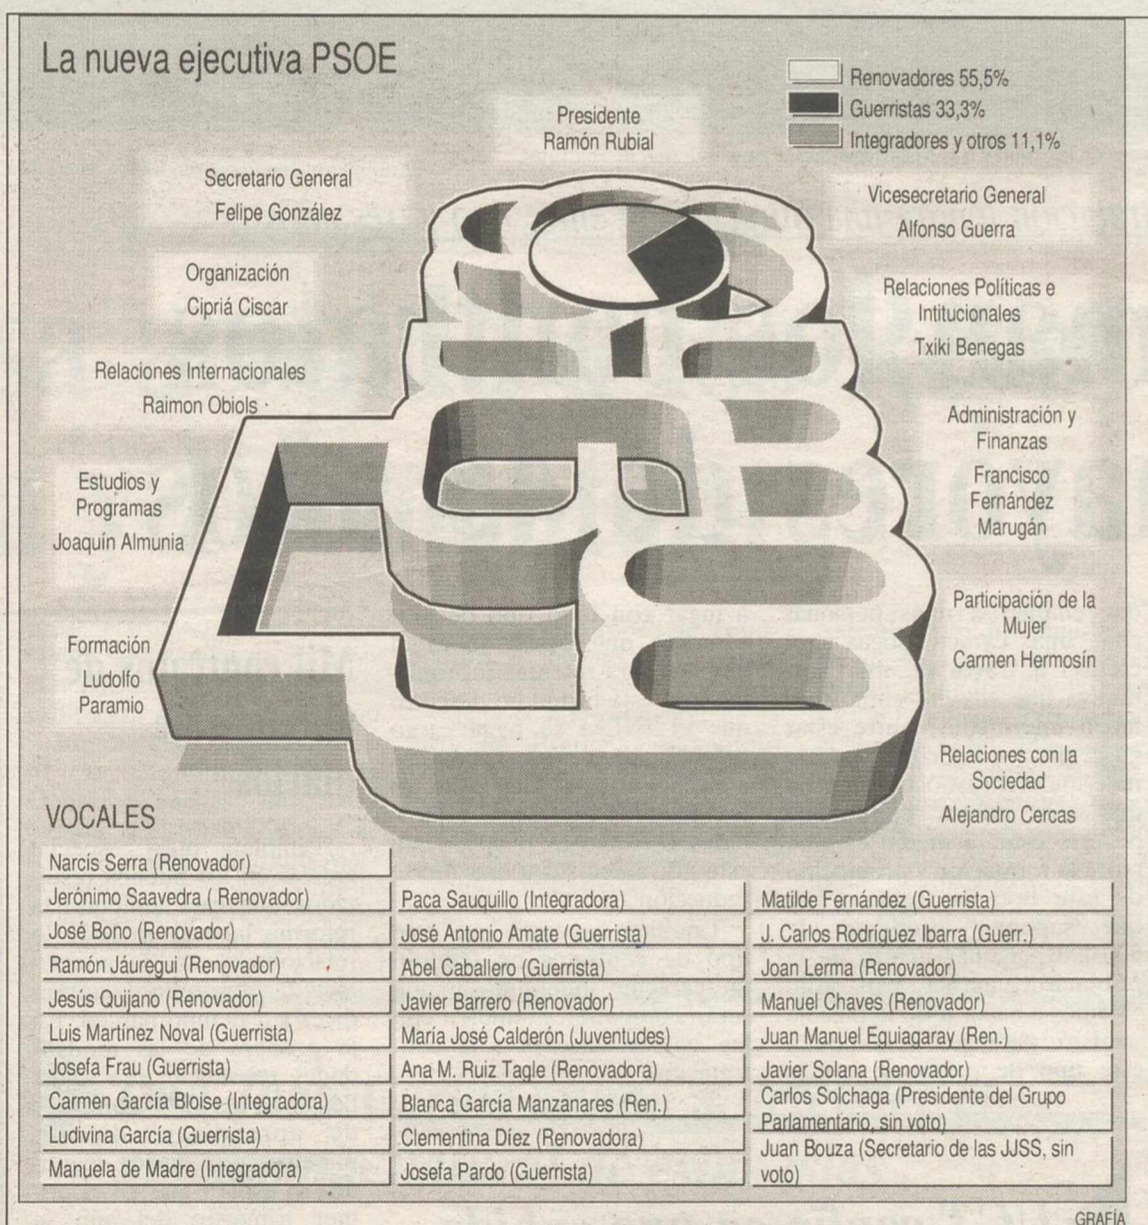 La nueva ejecutiva PSOE
Renovadores 55,5%
Guerristas 33,3%
Integradores y otros 11,1%
Presidente
Ramón Rubial
Secretario General
Felipe González
Vicesecretario General
Alfonso Guerra
Organización
Cipriá Ciscar
Relaciones Políticas e
Intitucionales
Txiki Benegas
Relaciones Internacionales
Raimon Obiols
Administración y
Finanzas
Francisco
Fernández
Marugán
Estudios y
Programas
Joaquín Almunia
Participación de la
Mujer
Carmen Hermosín
Formación
Ludolfo
Paramio
Relaciones con la
Sociedad
Alejandro Cercas
VOCALES
Narcís Serra (Renovador)
Jerónimo Saavedra ( Renovador)
José Bono (Renovador)
Ramón Jáuregui (Renovador)
Jesús Quijano (Renovador)
Luis Martínez Noval (Guerrista)
Josefa Frau (Guerrista)
Carmen García Bloise (Integradora)
Ludivina García (Guerrista)
Manuela de Madre (Integradora)
Paca Sauquillo (Integradora)
José Antonio Amate (Guerrista)
Abel Caballero (Guerrista)
Javier Barrero (Renovador)
María José Calderón (Juventudes)
Ana M. Ruiz Tagle (Renovadora)
Blanca García Manzanares (Ren.)
Clementina Díez (Renovadora)
Josefa Pardo (Guerrista)
Matilde Fernández (Guerrista)
J. Carlos Rodríguez Ibarra (Guerr.)
Joan Lerma (Renovador)
Manuel Chaves (Renovador)
Juan Manuel Eguiagaray (Ren.)
Javier Solana (Renovador)
Carlos Solchaga (Presidente del Grupo
Parlamentario, sin voto)
Juan Bouza (Secretario de las JJSS, sin
voto)
GRAFÍA